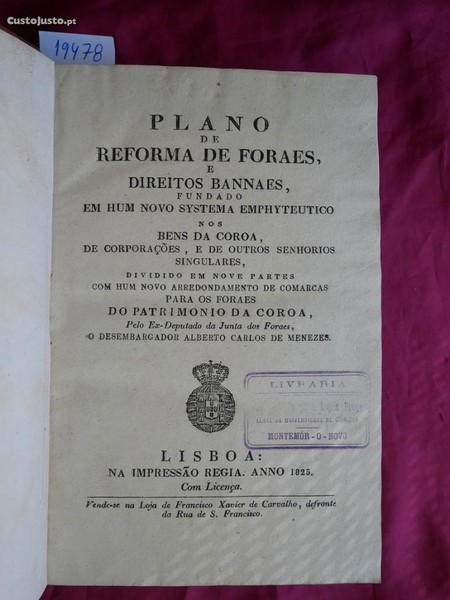 CustoJusto.pt
19478
PLANO
DE
REFORMA DE FORAES,
E
DIREITOS BANNAES,
FUNDADO
EM HUM NOVO SYSTEMA EMPHYTEUTICO
NOS
BENS DA COROA,
DE CORPORAÇÕES, E DE OUTROS SENHORIOS
SINGULARES,
DIVIDIDO EM NOVE PARTES
COM HUM NOVO ARREDONDAMENTO DE COMARCAS
PARA OS FORAES
DO PATRIMONIO DA COROA,
Pelo Ex-Deputado da Junta dos Foraes,
O DESEMBARGADOR ALBERTO CARLOS DE MENEZES.
LIVRARIA
MONTEMÓR-O-NOVO
LISBOA:
NA IMPRESSÃO REGIA. ANNO 1825.
Com Licença.
Vende-se na Loja de Francisco Xavier de Carvalho, defronte
da Rua de S. Francisco.